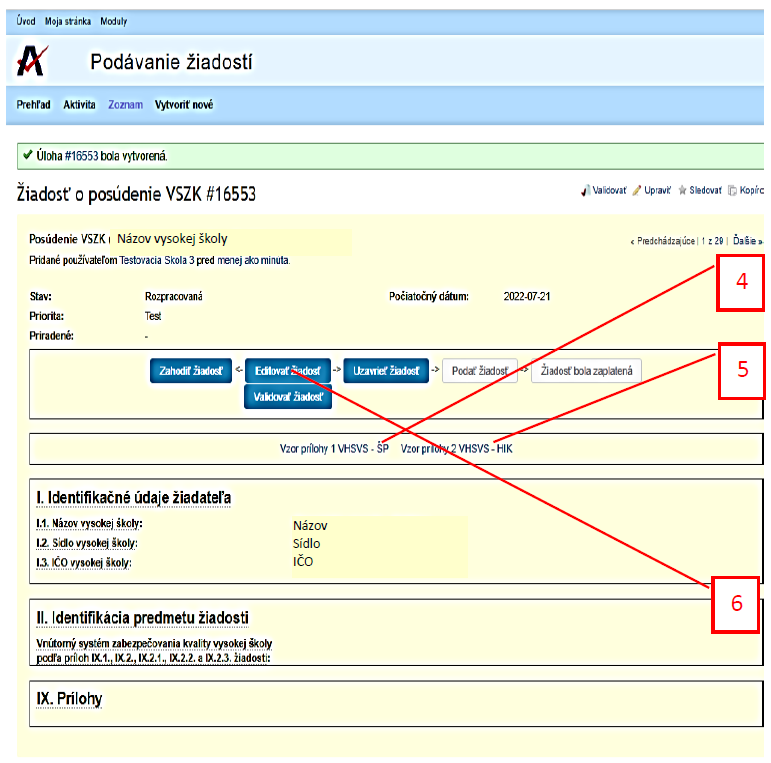 Úvod Moja stránka Moduly
Podávanie žiadostí
Prehľad Aktivita Zoznam Vytvoriť nové
Úloha #16553 bola vytvorená.
Žiadosť o posúdenie VSZK #16553
Validovať Upraviť Sledovať Kopíro
Posúdenie VSZK Názov vysokej školy
« Predchádzajúce | 1 z 29 | Ďalšie »
Pridané používateľom Testovacia Skola 3 pred menej ako minúta.
4
Stav: Rozpracovaná Počiatočný dátum: 2022-07-21
Priorita: Test
Priradené: -
5
Zahodiť žiadosť <- Editovať žiadosť -> Uzavrieť žiadosť -> Podať žiadosť -> Žiadosť bola zaplatená
Validovať žiadosť
Vzor prílohy 1 VHSVS - ŠP Vzor prílohy 2 VHSVS - HIK
I. Identifikačné údaje žiadateľa
I.1. Názov vysokej školy: Názov
I.2. Sídlo vysokej školy: Sídlo
I.3. IČO vysokej školy: IČO
6
II. Identifikácia predmetu žiadosti
Vnútorný systém zabezpečovania kvality vysokej školy
podľa príloh IX.1., IX.2., IX.2.1., IX.2.2. a IX.2.3. žiadosti:
IX. Prílohy